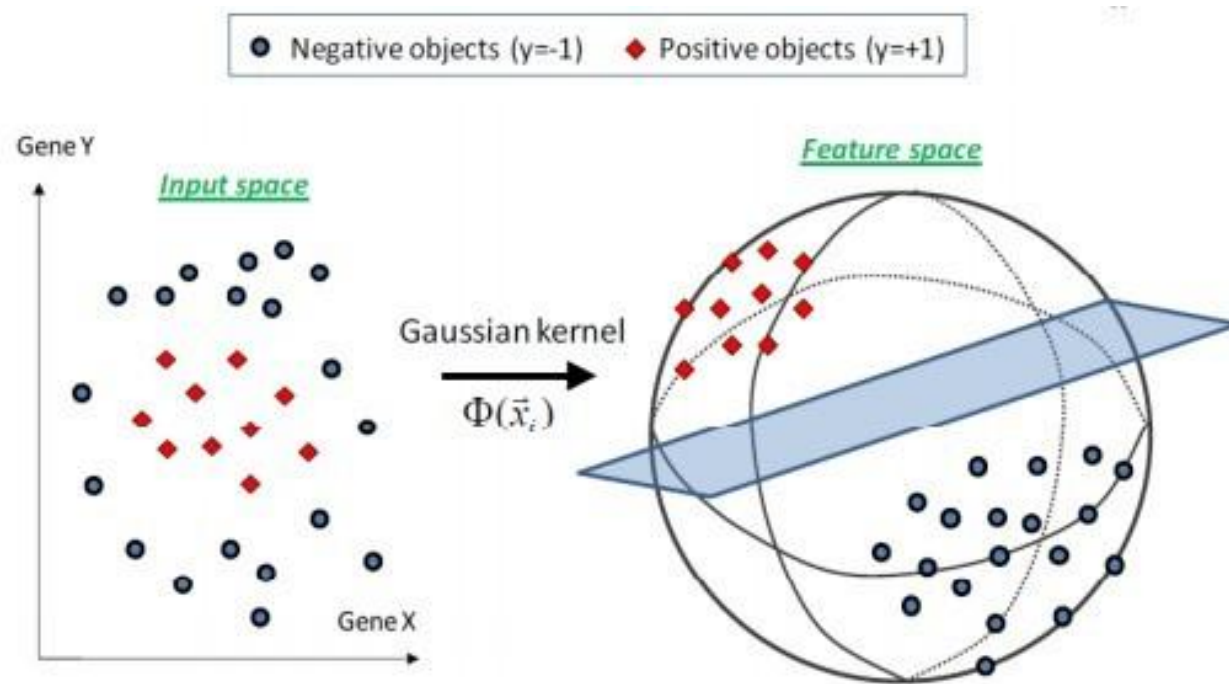 Negative objects (y=-1) Positive objects (y=+1)
Gene Y
Input space
Feature space
Gaussian kernel
Φ(x⃗ᵢ)
Gene X